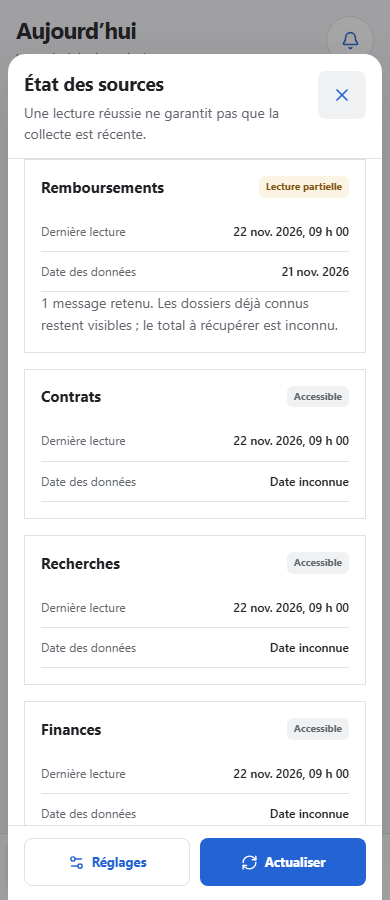 Aujourd’hui
État des sources
Une lecture réussie ne garantit pas que la
collecte est récente.
Remboursements
Lecture partielle
Dernière lecture
22 nov. 2026, 09 h 00
Date des données
21 nov. 2026
1 message retenu. Les dossiers déjà connus
restent visibles ; le total à récupérer est inconnu.
Contrats
Accessible
Dernière lecture
22 nov. 2026, 09 h 00
Date des données
Date inconnue
Recherches
Accessible
Dernière lecture
22 nov. 2026, 09 h 00
Date des données
Date inconnue
Finances
Accessible
Dernière lecture
22 nov. 2026, 09 h 00
Date des données
Date inconnue
Réglages
Actualiser